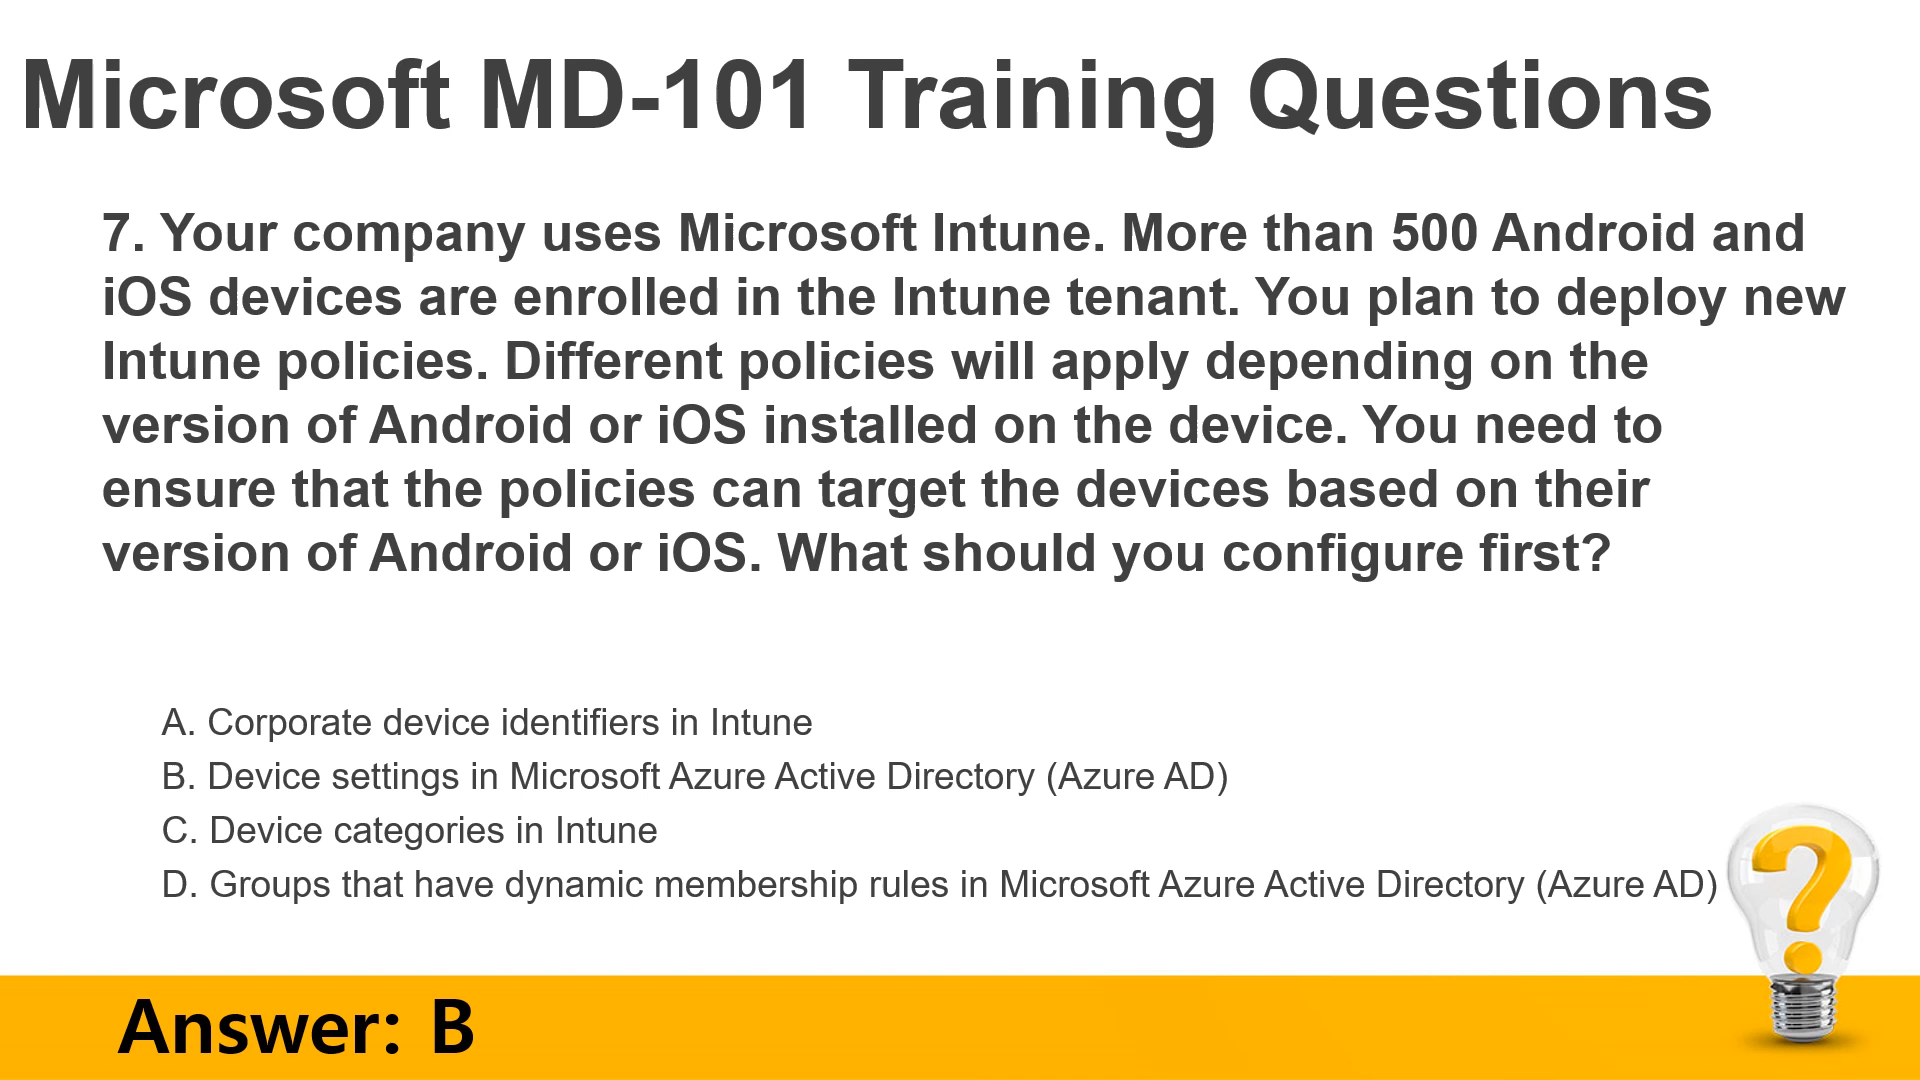 Microsoft MD-101 Training Questions
7. Your company uses Microsoft Intune. More than 500 Android and
iOS devices are enrolled in the Intune tenant. You plan to deploy new
Intune policies. Different policies will apply depending on the
version of Android or iOS installed on the device. You need to
ensure that the policies can target the devices based on their
version of Android or iOS. What should you configure first?
A. Corporate device identifiers in Intune
B. Device settings in Microsoft Azure Active Directory (Azure AD)
C. Device categories in Intune
D. Groups that have dynamic membership rules in Microsoft Azure Active Directory (Azure AD)
Answer: B